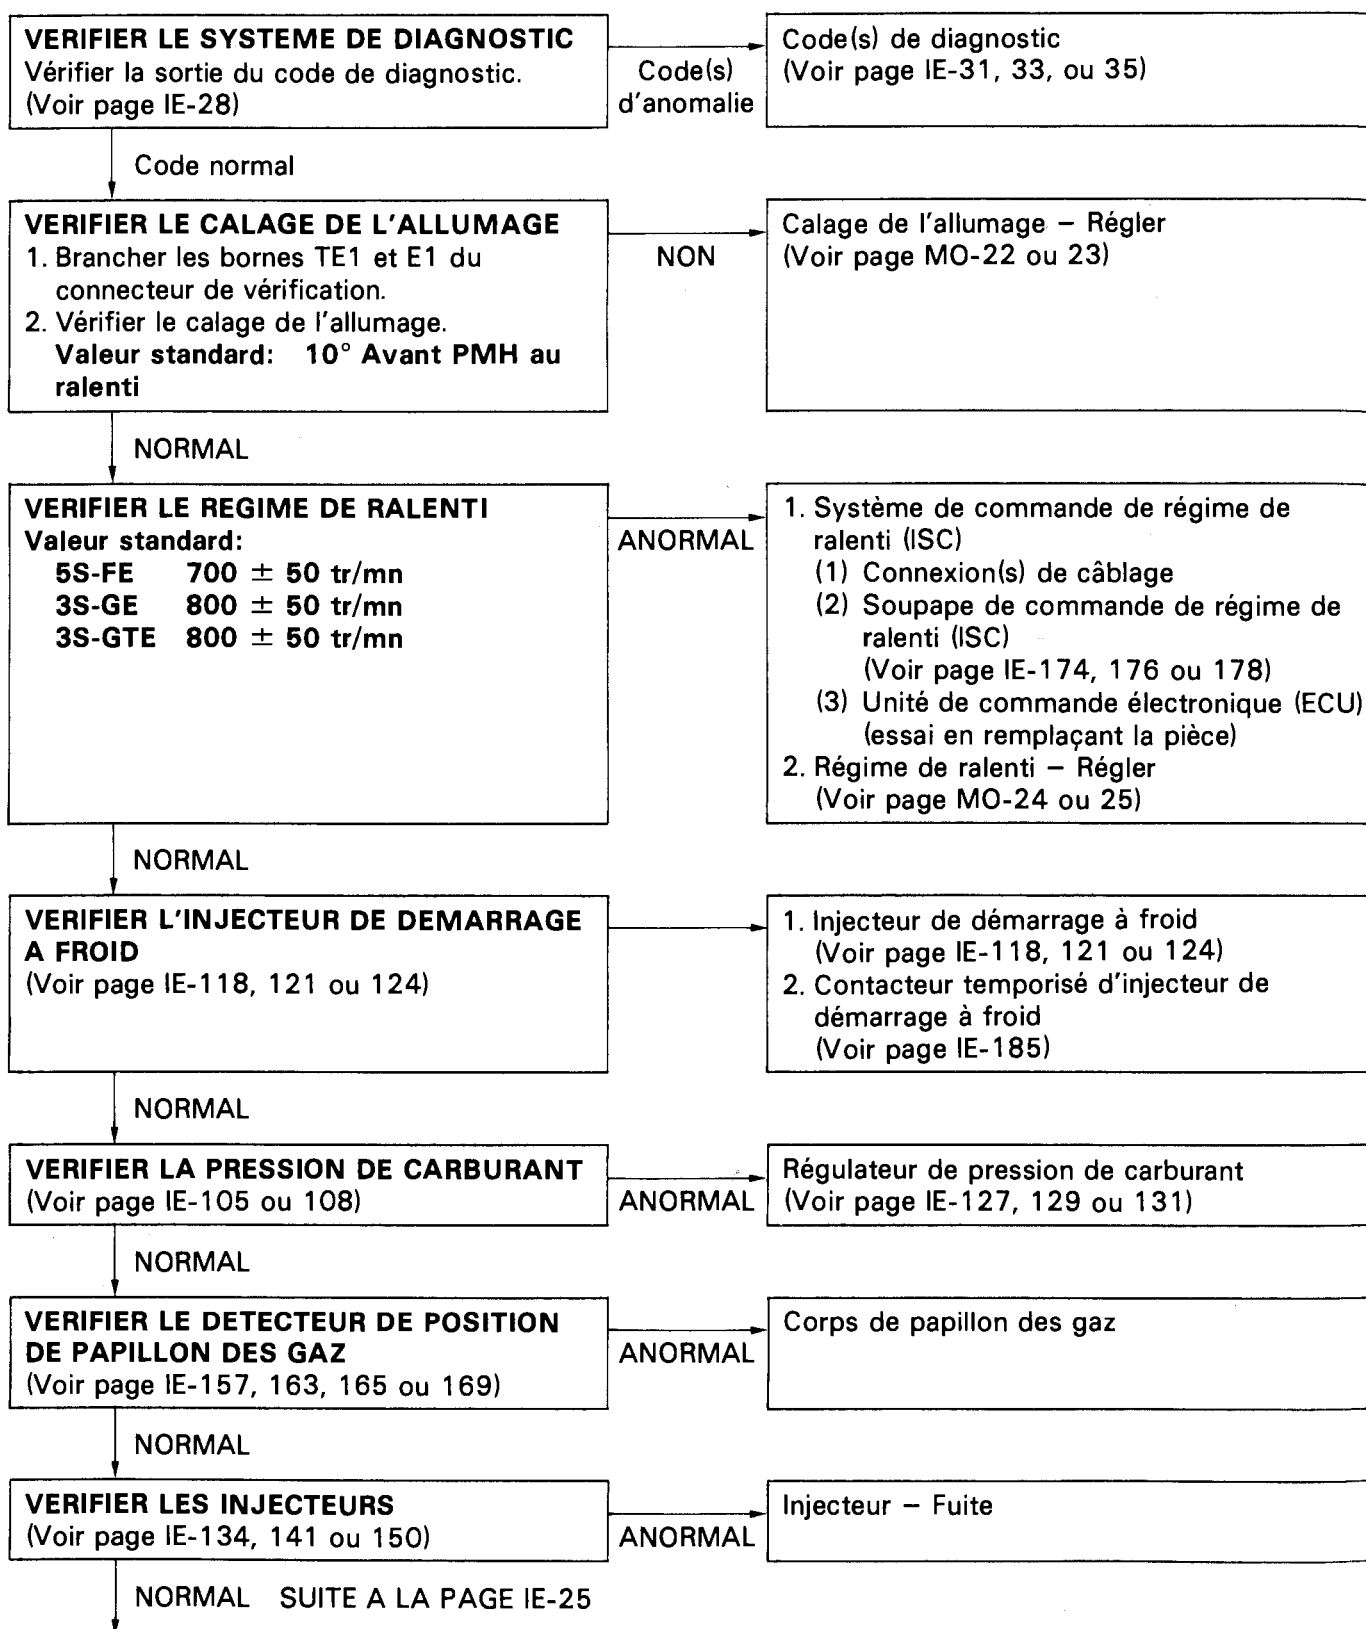 VERIFIER LE SYSTEME DE DIAGNOSTIC
Vérifier la sortie du code de diagnostic.
(Voir page IE-28)
Code(s)
d'anomalie
Code(s) de diagnostic
(Voir page IE-31, 33, ou 35)
Code normal
VERIFIER LE CALAGE DE L'ALLUMAGE
1. Brancher les bornes TE1 et E1 du
connecteur de vérification.
2. Vérifier le calage de l'allumage.
Valeur standard: 10° Avant PMH au
ralenti
NON
Calage de l'allumage – Régler
(Voir page MO-22 ou 23)
NORMAL
VERIFIER LE REGIME DE RALENTI
Valeur standard:
5S-FE 700 ± 50 tr/mn
3S-GE 800 ± 50 tr/mn
3S-GTE 800 ± 50 tr/mn
ANORMAL
1. Système de commande de régime de
ralenti (ISC)
(1) Connexion(s) de câblage
(2) Soupape de commande de régime de
ralenti (ISC)
(Voir page IE-174, 176 ou 178)
(3) Unité de commande électronique (ECU)
(essai en remplaçant la pièce)
2. Régime de ralenti – Régler
(Voir page MO-24 ou 25)
NORMAL
VERIFIER L'INJECTEUR DE DEMARRAGE
A FROID
(Voir page IE-118, 121 ou 124)
1. Injecteur de démarrage à froid
(Voir page IE-118, 121 ou 124)
2. Contacteur temporisé d'injecteur de
démarrage à froid
(Voir page IE-185)
NORMAL
VERIFIER LA PRESSION DE CARBURANT
(Voir page IE-105 ou 108)
ANORMAL
Régulateur de pression de carburant
(Voir page IE-127, 129 ou 131)
NORMAL
VERIFIER LE DETECTEUR DE POSITION
DE PAPILLON DES GAZ
(Voir page IE-157, 163, 165 ou 169)
ANORMAL
Corps de papillon des gaz
NORMAL
VERIFIER LES INJECTEURS
(Voir page IE-134, 141 ou 150)
ANORMAL
Injecteur – Fuite
NORMAL SUITE A LA PAGE IE-25